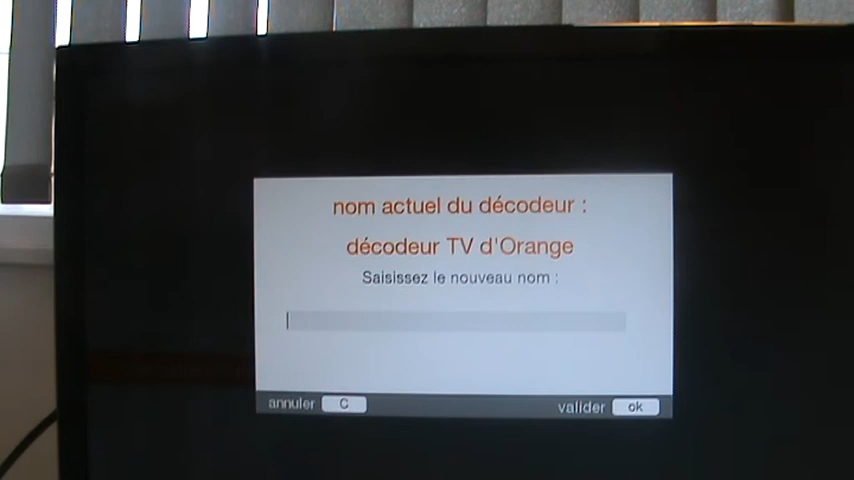 nom actuel du décodeur :
décodeur TV d'Orange
Saisissez le nouveau nom :
annuler C valider ok